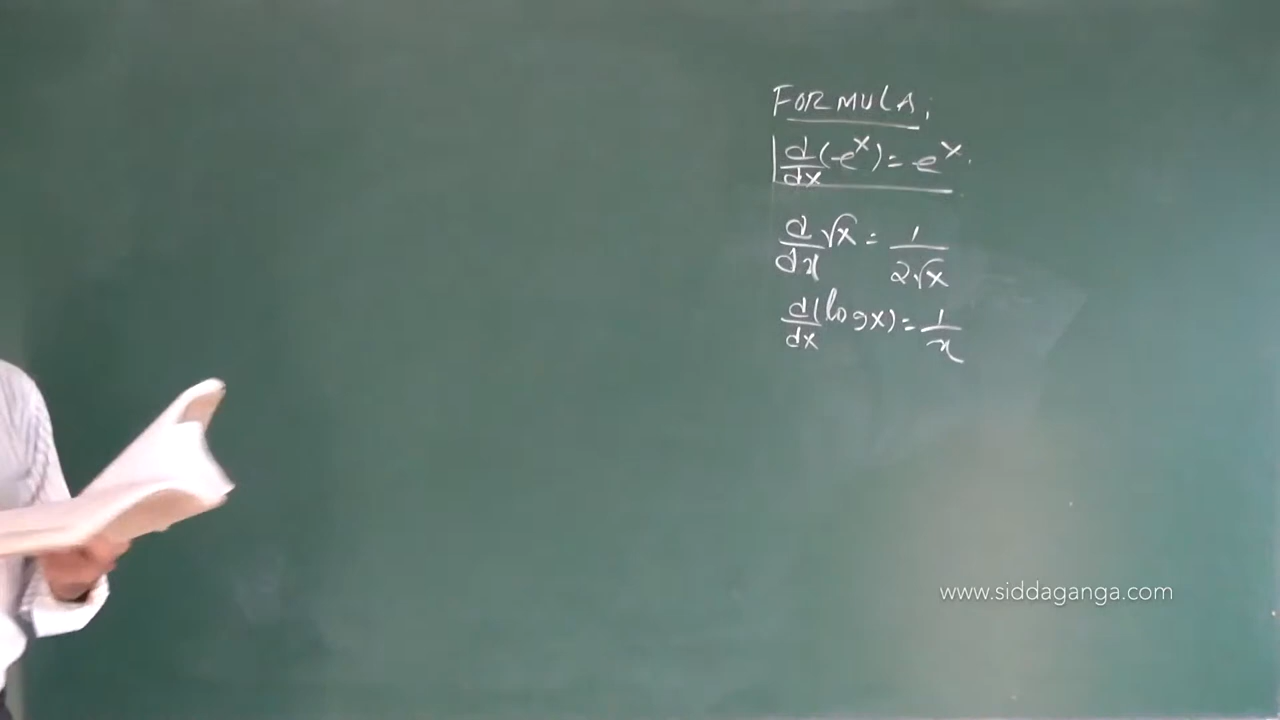 FORMULA;
d/dx (e^x) = e^x.
d/dx √x = 1/2√x
d/dx (log x) = 1/x
www.siddaganga.com